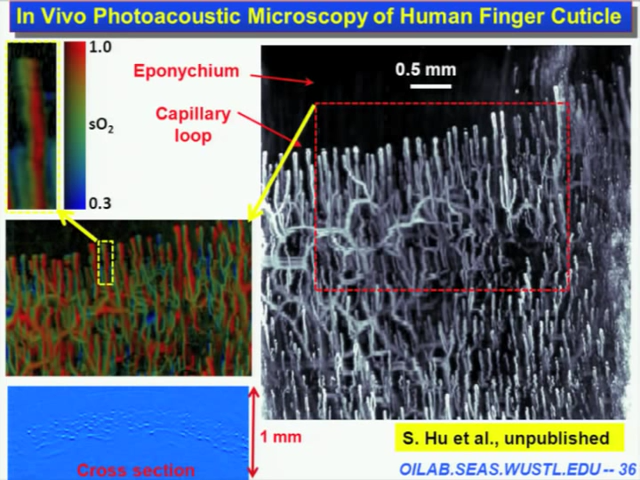 In Vivo Photoacoustic Microscopy of Human Finger Cuticle
1.0
sO2
0.3
Eponychium
Capillary
loop
0.5 mm
1 mm
Cross section
S. Hu et al., unpublished
OILAB.SEAS.WUSTL.EDU -- 36